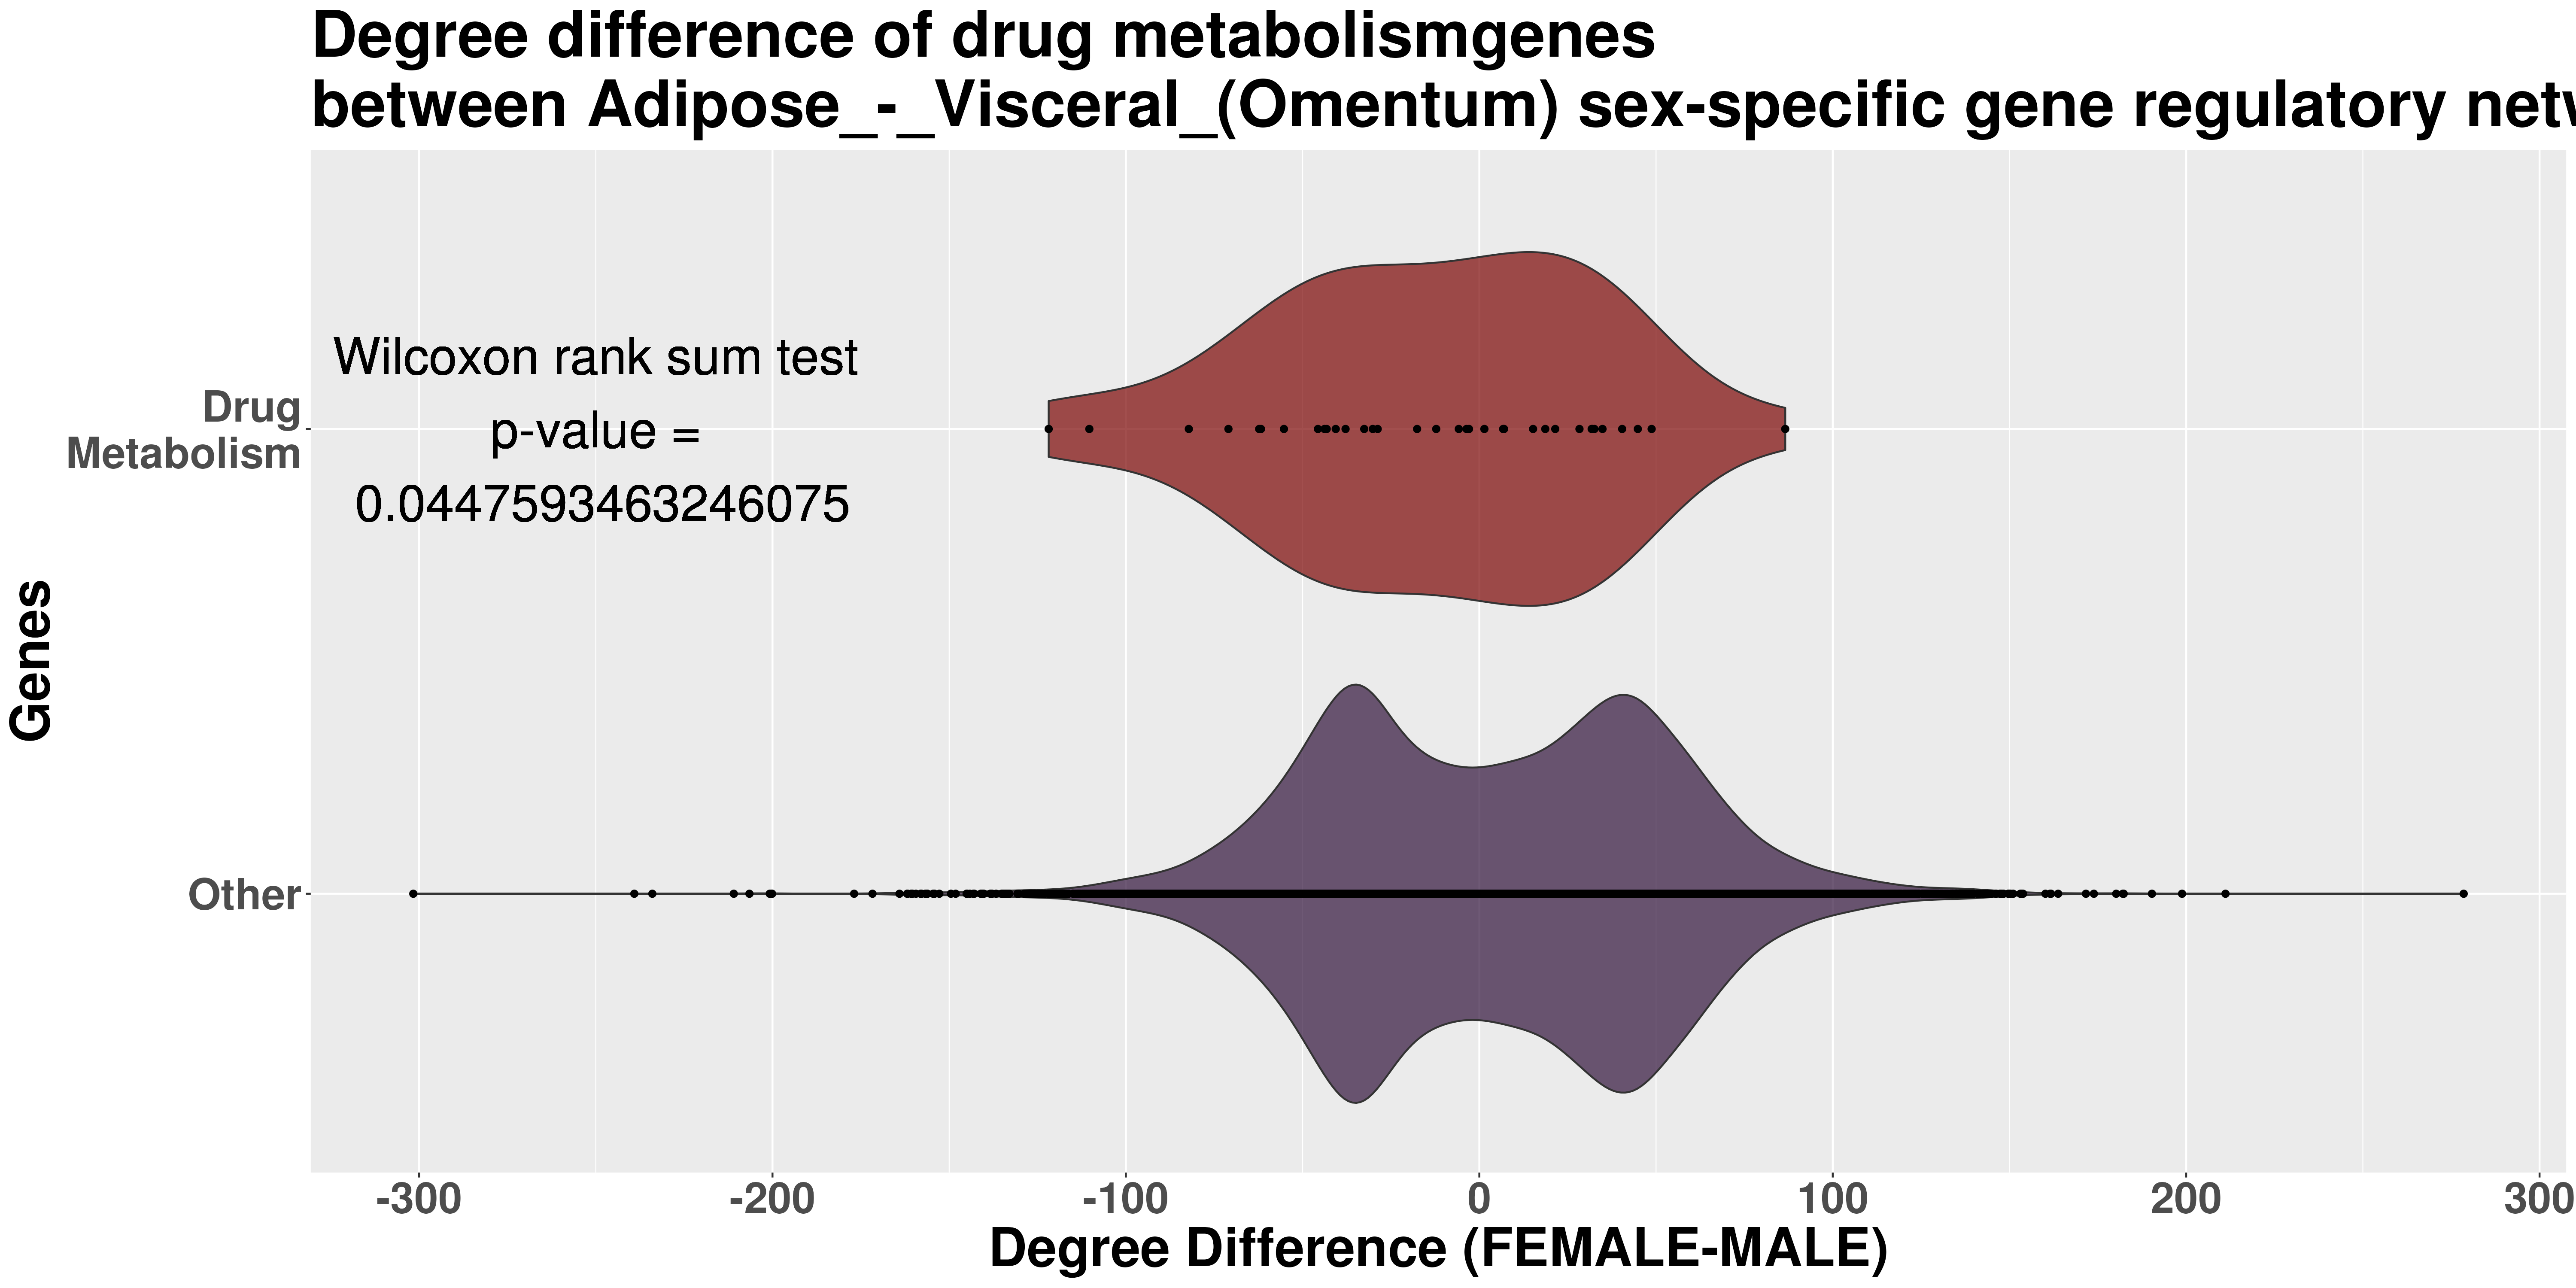 Degree difference of drug metabolismgenes
between Adipose_-_Visceral_(Omentum) sex-specific gene regulatory netw
Wilcoxon rank sum test
p-value =
0.0447593463246075
Drug
Metabolism
Other
Genes
-300 -200 -100 0 100 200 300
Degree Difference (FEMALE-MALE)